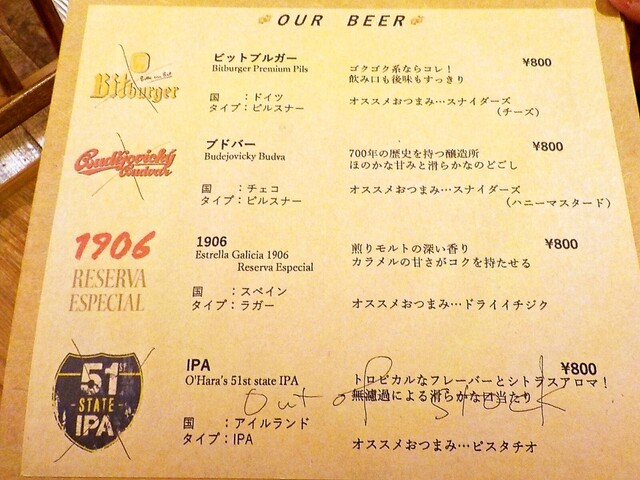 OUR BEER
Bitburger
ビットブルガー
Bitburger Premium Pils
国　：ドイツ
タイプ：ピルスナー
ゴクゴク系ならコレ！
飲み口も後味もすっきり
¥800
オススメおつまみ…スナイダーズ
（チーズ）
Budějovický
Budvar
ブドバー
Budejovicky Budva
国　：チェコ
タイプ：ピルスナー
700年の歴史を持つ醸造所
ほのかな甘みと滑らかなのどごし
¥800
オススメおつまみ…スナイダーズ
（ハニーマスタード）
1906
RESERVA
ESPECIAL
1906
Estrella Galicia 1906
Reserva Especial
国　：スペイン
タイプ：ラガー
煎りモルトの深い香り
カラメルの甘さがコクを持たせる
¥800
オススメおつまみ…ドライイチジク
51ST
STATE
IPA
IPA
O'Hara's 51st state IPA
国　：アイルランド
タイプ：IPA
トロピカルなフレーバーとシトラスアロマ！
無濾過による滑らかな口当たり
¥800
out of stock
オススメおつまみ…ピスタチオ